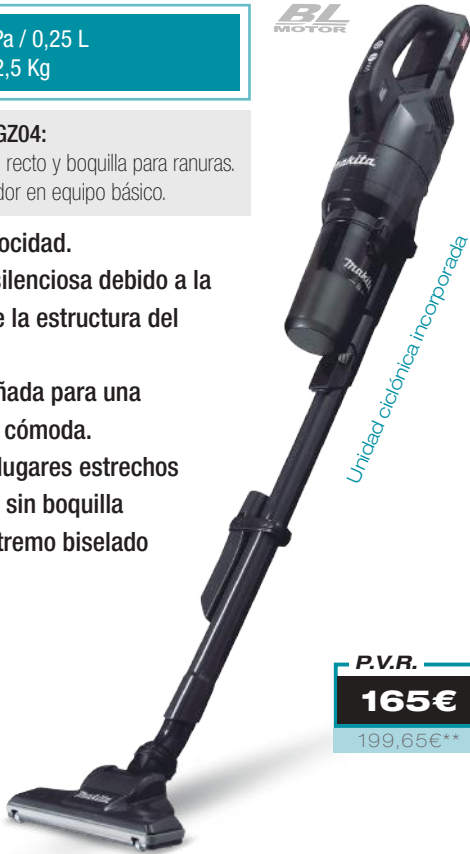 BL
MOTOR
Pa / 0,25 L
2,5 Kg
GZ04:
recto y boquilla para ranuras.
dor en equipo básico.
ocidad.
silenciosa debido a la
e la estructura del
ñada para una
cómoda.
lugares estrechos
sin boquilla
tremo biselado
makita
makita
Unidad ciclónica incorporada
makita
P.V.R.
165€
199,65€**